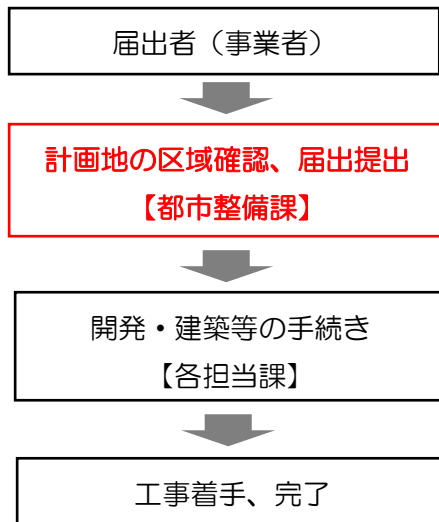 届出者（事業者）
計画地の区域確認、届出提出
【都市整備課】
開発・建築等の手続き
【各担当課】
工事着手、完了